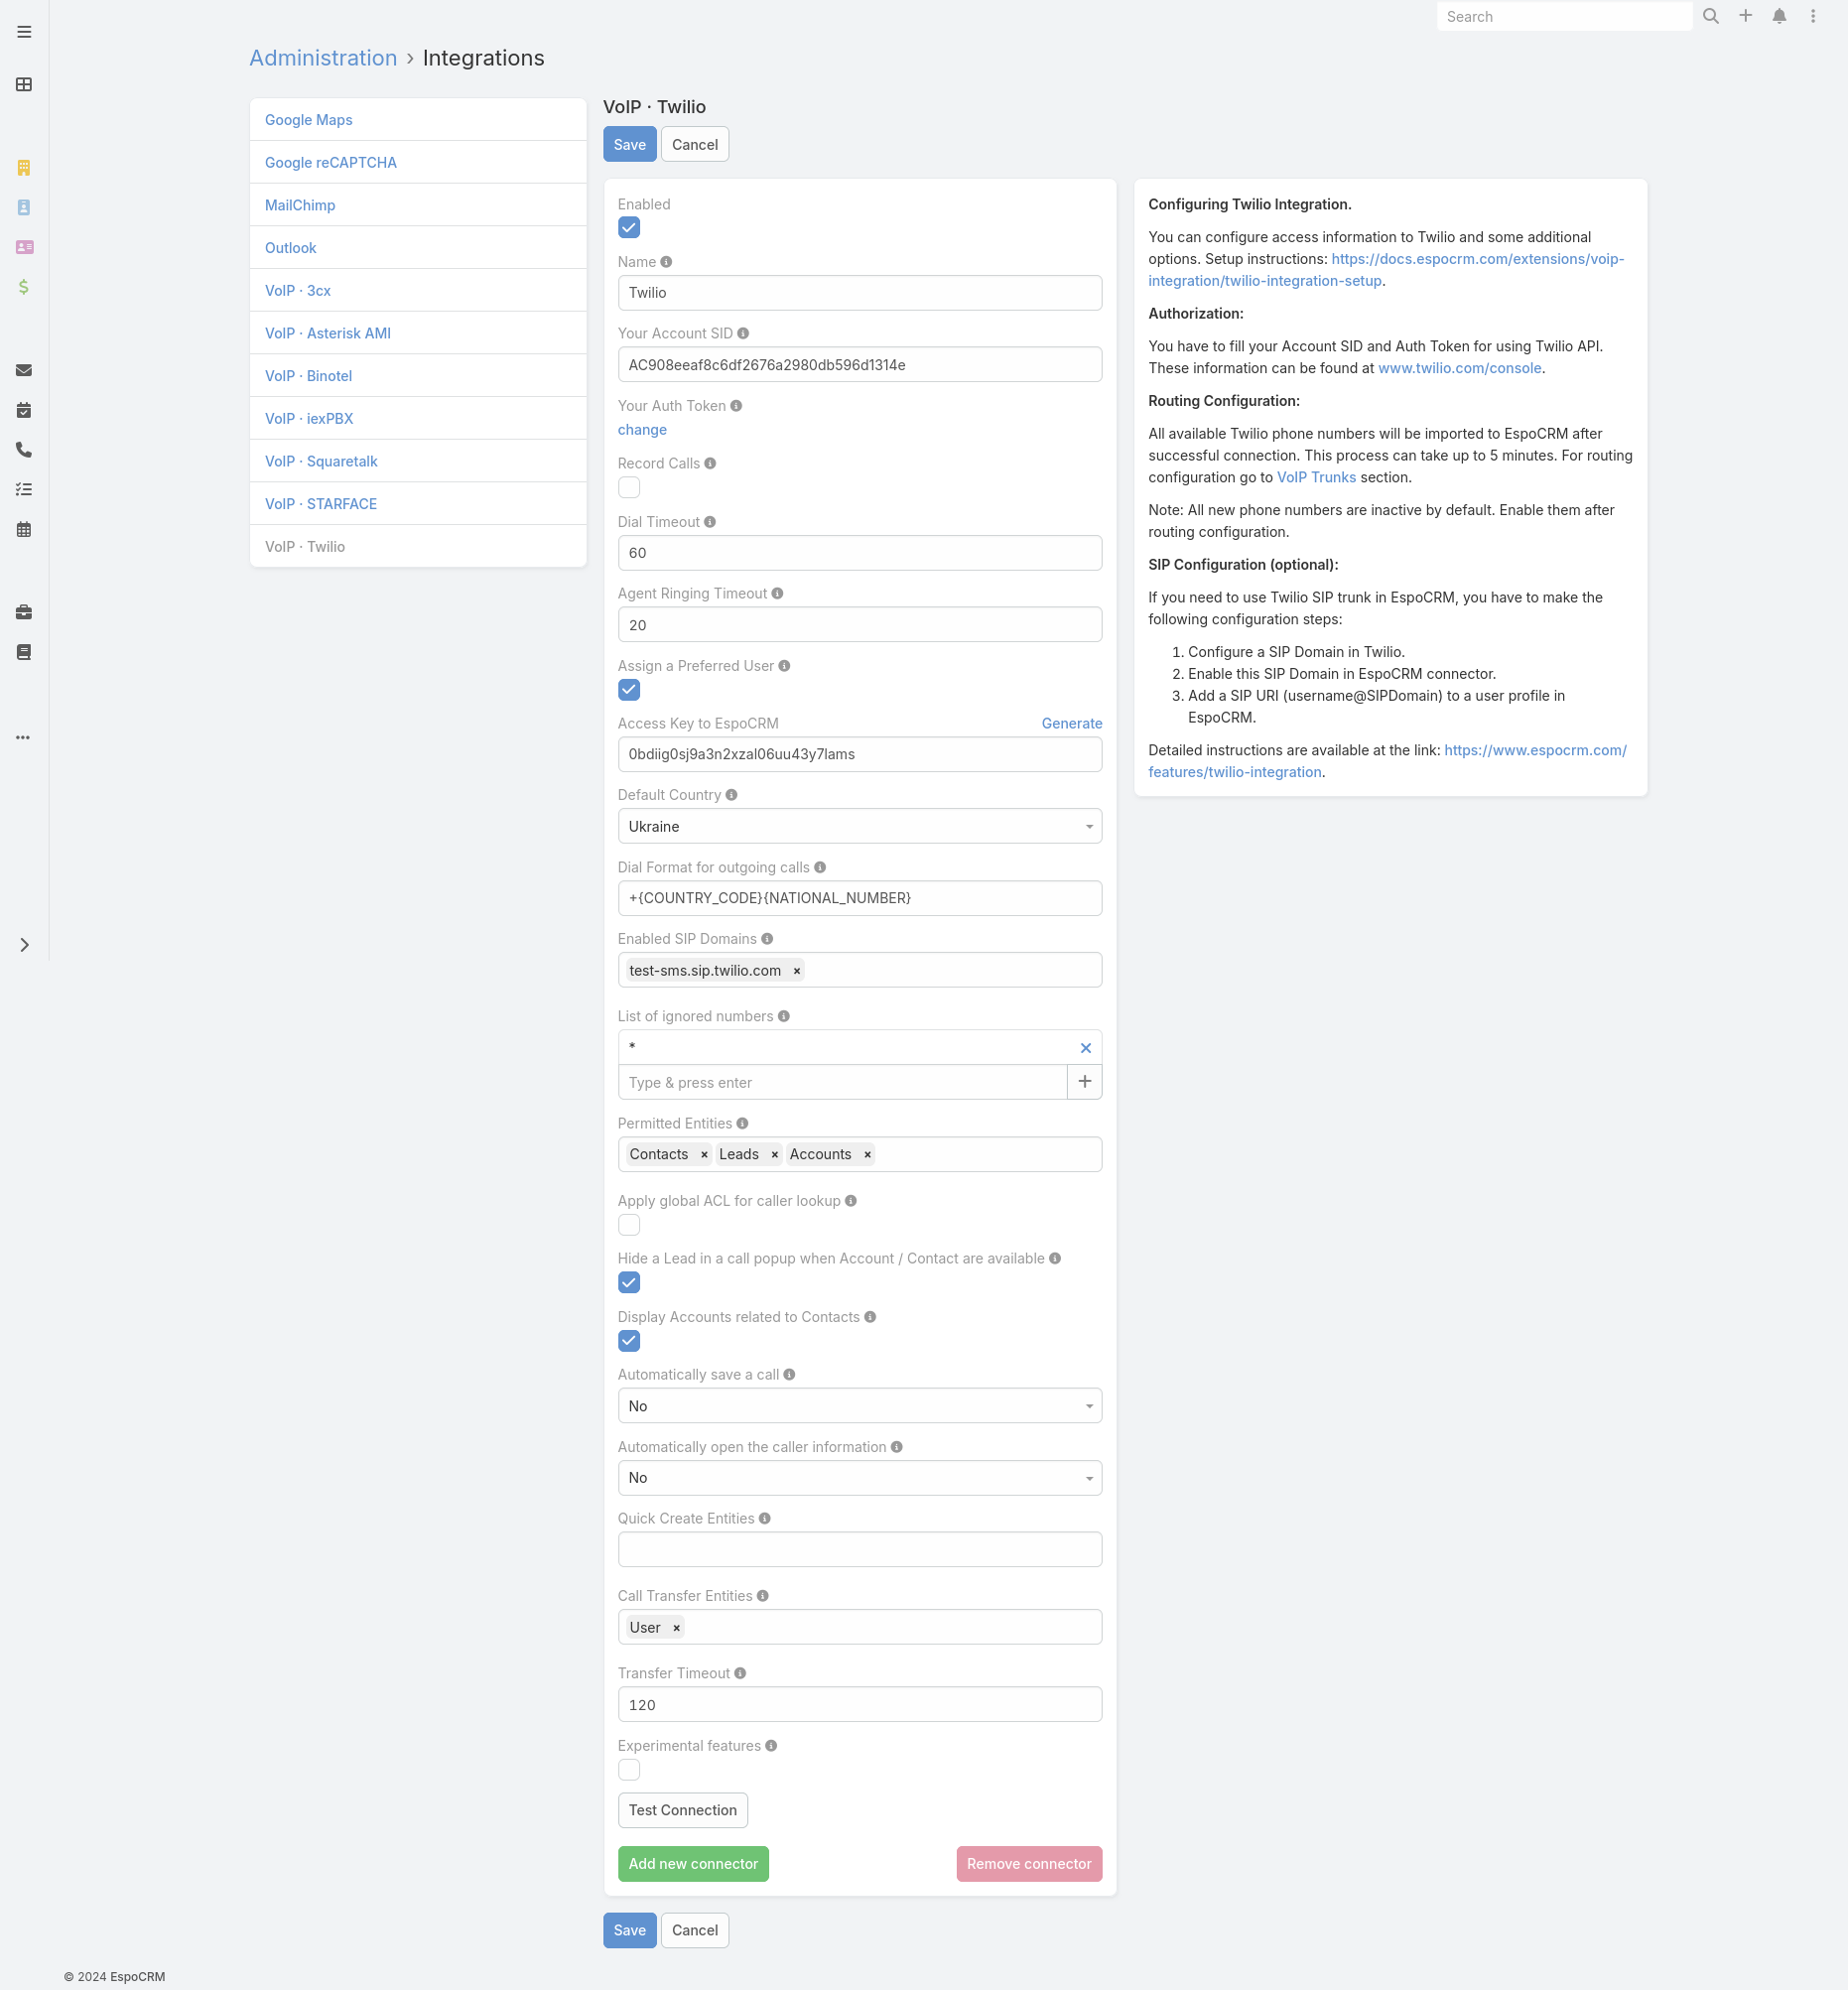 Search
Administration › Integrations
Google Maps
Google reCAPTCHA
MailChimp
Outlook
VoIP · 3cx
VoIP · Asterisk AMI
VoIP · Binotel
VoIP · iexPBX
VoIP · Squaretalk
VoIP · STARFACE
VoIP · Twilio
VoIP · Twilio
Save Cancel
Enabled
Name
Twilio
Your Account SID
AC908eeaf8c6df2676a2980db596d1314e
Your Auth Token
change
Record Calls
Dial Timeout
60
Agent Ringing Timeout
20
Assign a Preferred User
Access Key to EspoCRM Generate
0bdiig0sj9a3n2xzal06uu43y7lams
Default Country
Ukraine
Dial Format for outgoing calls
+{COUNTRY_CODE}{NATIONAL_NUMBER}
Enabled SIP Domains
test-sms.sip.twilio.com ×
List of ignored numbers
*
Type & press enter
Permitted Entities
Contacts × Leads × Accounts ×
Apply global ACL for caller lookup
Hide a Lead in a call popup when Account / Contact are available
Display Accounts related to Contacts
Automatically save a call
No
Automatically open the caller information
No
Quick Create Entities
Call Transfer Entities
User ×
Transfer Timeout
120
Experimental features
Test Connection
Add new connector Remove connector
Save Cancel
Configuring Twilio Integration.
You can configure access information to Twilio and some additional
options. Setup instructions: https://docs.espocrm.com/extensions/voip-
integration/twilio-integration-setup.
Authorization:
You have to fill your Account SID and Auth Token for using Twilio API.
These information can be found at www.twilio.com/console.
Routing Configuration:
All available Twilio phone numbers will be imported to EspoCRM after
successful connection. This process can take up to 5 minutes. For routing
configuration go to VoIP Trunks section.
Note: All new phone numbers are inactive by default. Enable them after
routing configuration.
SIP Configuration (optional):
If you need to use Twilio SIP trunk in EspoCRM, you have to make the
following configuration steps:
1. Configure a SIP Domain in Twilio.
2. Enable this SIP Domain in EspoCRM connector.
3. Add a SIP URI (username@SIPDomain) to a user profile in
EspoCRM.
Detailed instructions are available at the link: https://www.espocrm.com/
features/twilio-integration.
© 2024 EspoCRM